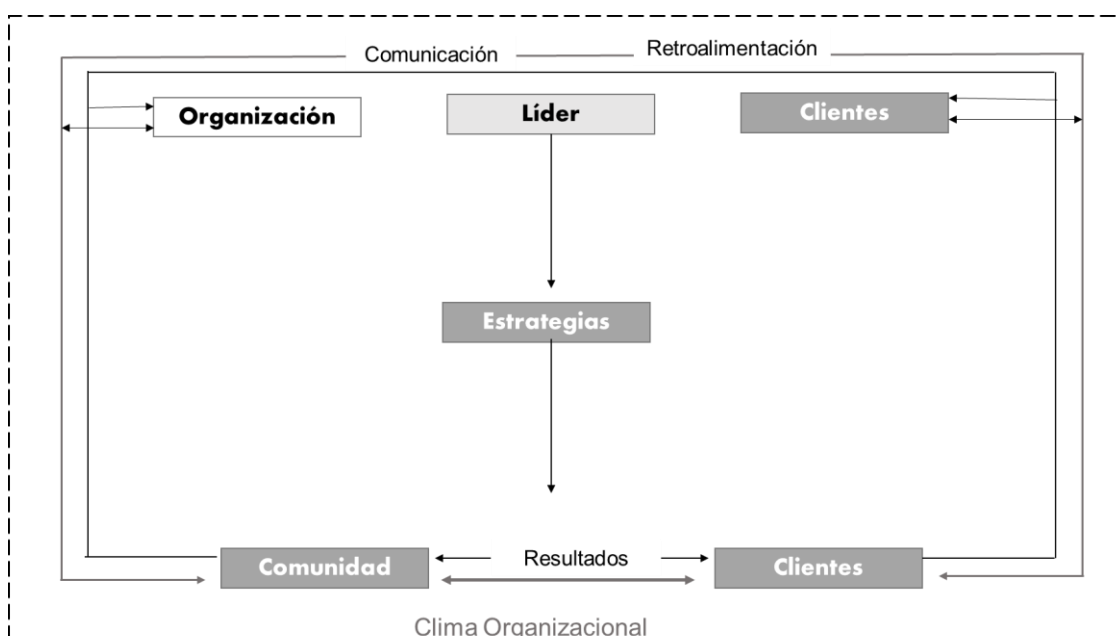 Comunicación
Retroalimentación
Organización
Líder
Clientes
Estrategias
Comunidad
Resultados
Clientes
Clima Organizacional